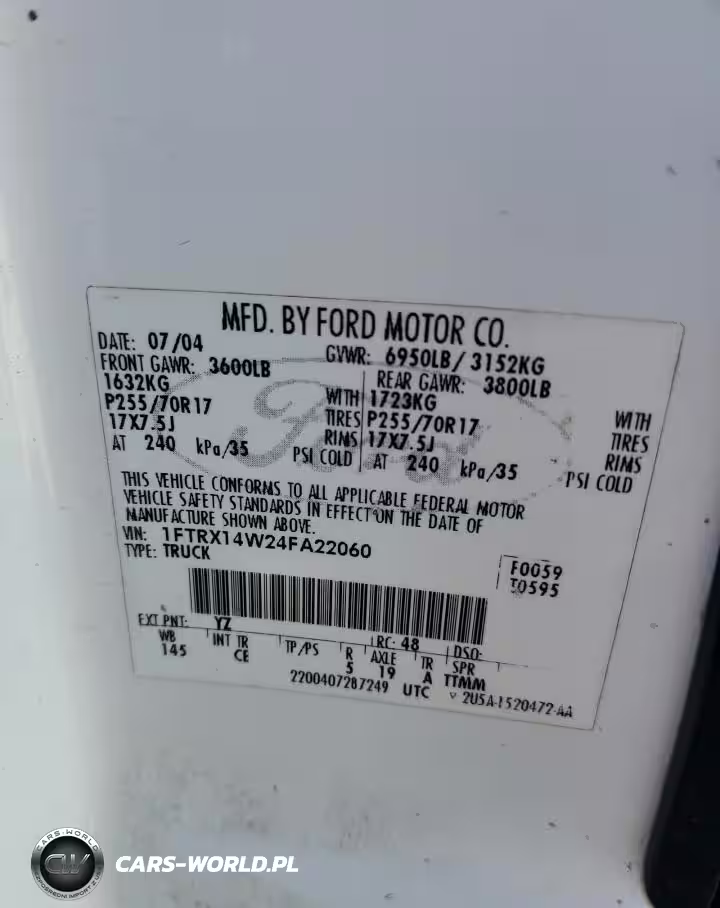 MFD. BY FORD MOTOR CO.
DATE: 07/04 GVWR: 6950LB/ 3152KG
FRONT GAWR: 3600LB REAR GAWR: 3800LB
1632KG WITH 1723KG WITH
P255/70R17 TIRES P255/70R17 TIRES
17X7.5J RIMS 17X7.5J RIMS
AT 240 kPa/35 PSI COLD AT 240 kPa/35 PSI COLD
Ford
THIS VEHICLE CONFORMS TO ALL APPLICABLE FEDERAL MOTOR
VEHICLE SAFETY STANDARDS IN EFFECT ON THE DATE OF
MANUFACTURE SHOWN ABOVE.
VIN: 1FTRX14W24FA22060
TYPE: TRUCK
F0059
T0595
EXT PNT: YZ RC: 48 DSO:
WB INT TR TP/PS R AXLE TR SPR
145 CE 5 19 A TTMM
2200407287249 UTC 2U5A-1520472-AA
CARS-WORLD
CW
CARS-WORLD.PL